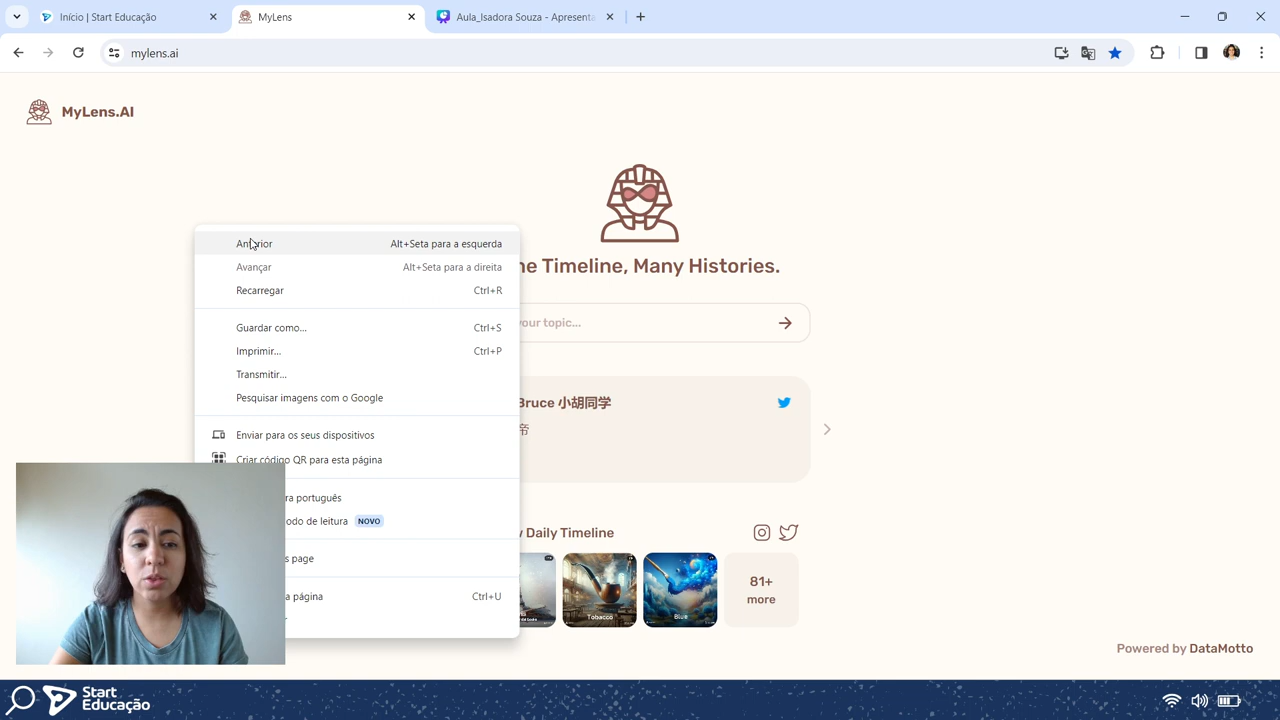 Início | Start Educação
MyLens
Aula_Isadora Souza - Apresenta
mylens.ai
MyLens.AI
ne Timeline, Many Histories.
your topic...
Anterior Alt+Seta para a esquerda
Avançar Alt+Seta para a direita
Recarregar Ctrl+R
Guardar como... Ctrl+S
Imprimir... Ctrl+P
Transmitir...
Pesquisar imagens com o Google
Enviar para os seus dispositivos
Criar código QR para esta página
ra português
odo de leitura NOVO
s page
a página Ctrl+U
Bruce 小胡同学
帝
Daily Timeline
Tobacco
Blue
81+
more
Powered by DataMotto
Start
Educação